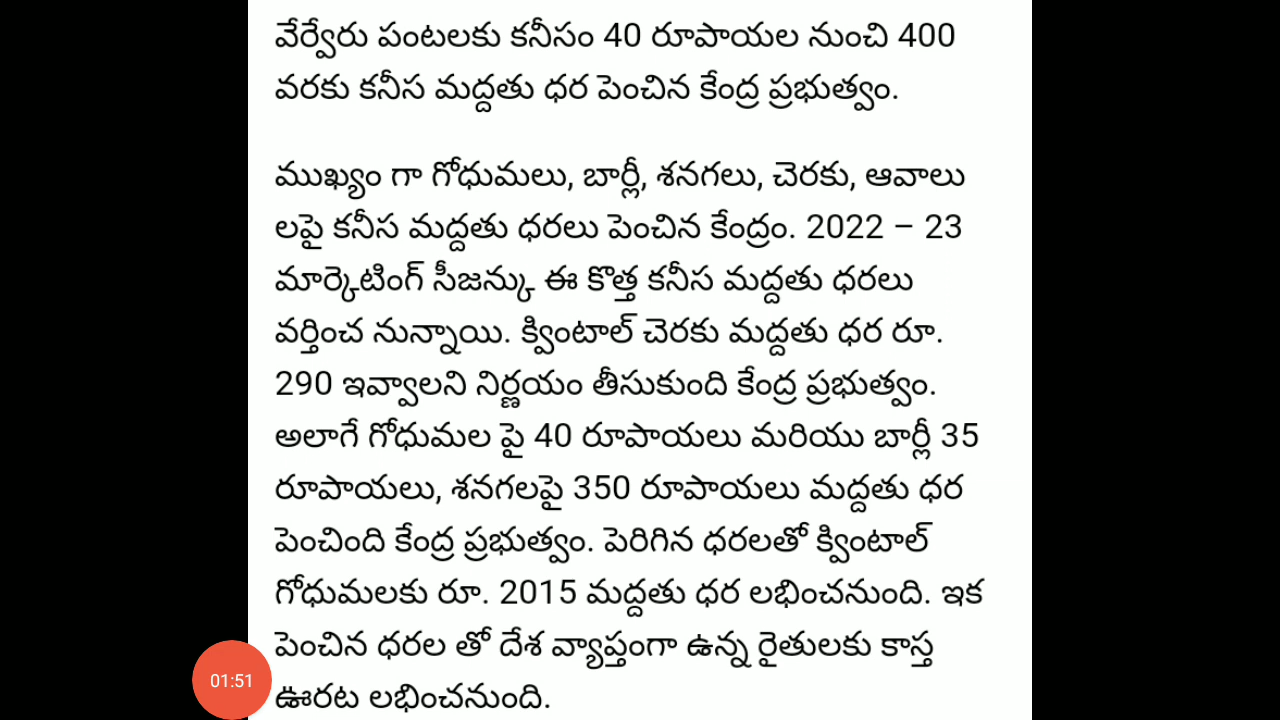 వేర్వేరు పంటలకు కనీసం 40 రూపాయల నుంచి 400
వరకు కనీస మద్దతు ధర పెంచిన కేంద్ర ప్రభుత్వం.
ముఖ్యం గా గోధుమలు, బార్లీ, శనగలు, చెరకు, ఆవాలు
లపై కనీస మద్దతు ధరలు పెంచిన కేంద్రం. 2022 – 23
మార్కెటింగ్ సీజన్కు ఈ కొత్త కనీస మద్దతు ధరలు
వర్తించ నున్నాయి. క్వింటాల్ చెరకు మద్దతు ధర రూ.
290 ఇవ్వాలని నిర్ణయం తీసుకుంది కేంద్ర ప్రభుత్వం.
అలాగే గోధుమల పై 40 రూపాయలు మరియు బార్లీ 35
రూపాయలు, శనగలపై 350 రూపాయలు మద్దతు ధర
పెంచింది కేంద్ర ప్రభుత్వం. పెరిగిన ధరలతో క్వింటాల్
గోధుమలకు రూ. 2015 మద్దతు ధర లభించనుంది. ఇక
పెంచిన ధరల తో దేశ వ్యాప్తంగా ఉన్న రైతులకు కాస్త
ఊరట లభించనుంది.
01:51